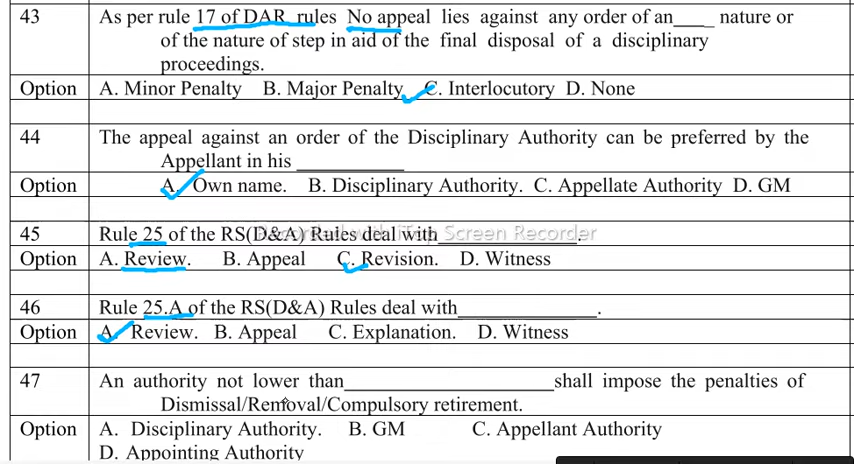 43 As per rule 17 of DAR rules No appeal lies against any order of an____ nature or
of the nature of step in aid of the final disposal of a disciplinary
proceedings.
Option A. Minor Penalty B. Major Penalty C. Interlocutory D. None
44 The appeal against an order of the Disciplinary Authority can be preferred by the
Appellant in his __________
Option A. Own name. B. Disciplinary Authority. C. Appellate Authority D. GM
45 Rule 25 of the RS(D&A) Rules deal with_____________.
Recorded with iTop Screen Recorder
Option A. Review. B. Appeal C. Revision. D. Witness
46 Rule 25.A of the RS(D&A) Rules deal with_____________.
Option A. Review. B. Appeal C. Explanation. D. Witness
47 An authority not lower than____________________shall impose the penalties of
Dismissal/Removal/Compulsory retirement.
Option A. Disciplinary Authority. B. GM C. Appellant Authority
D. Appointing Authority